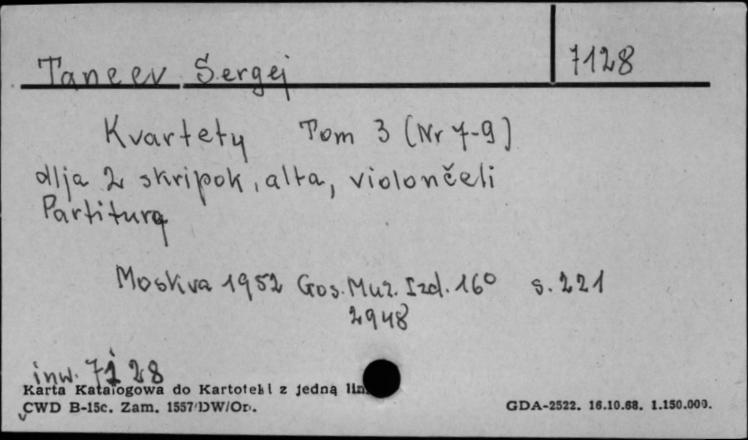 Taneev Sergej 7128
Kvartety Tom 3 (Nr 7-9)
dlja 2 skripok, alta, violončeli
Partitura
Moskva 1952 Gos. Muz. Izd. 16° s. 221
2948
inw. 7128
Karta Katalogowa do Kartoteki z jedną
CWD B-15c. Zam. 1557/DW/Or. GDA-2522. 16.10.68. 1.150.000.